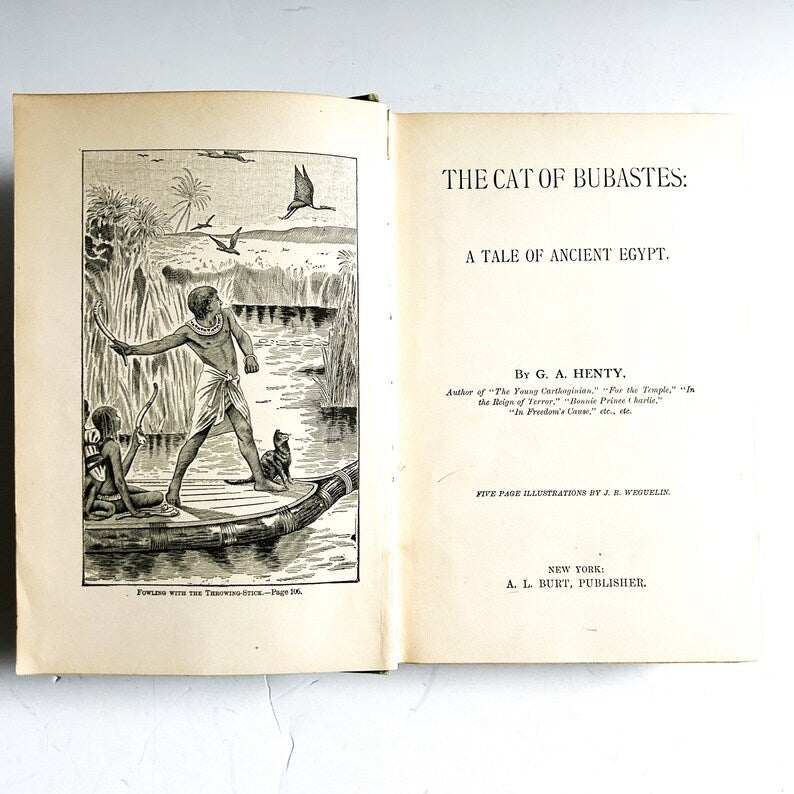 FOWLING WITH THE THROWING-STICK.—Page 106.
THE CAT OF BUBASTES:
A TALE OF ANCIENT EGYPT.
BY G. A. HENTY,
Author of "The Young Carthaginian," "For the Temple," "In
the Reign of Terror," "Bonnie Prince Charlie,"
"In Freedom's Cause," etc., etc.
FIVE PAGE ILLUSTRATIONS BY J. R. WEGUELIN.
NEW YORK:
A. L. BURT, PUBLISHER.